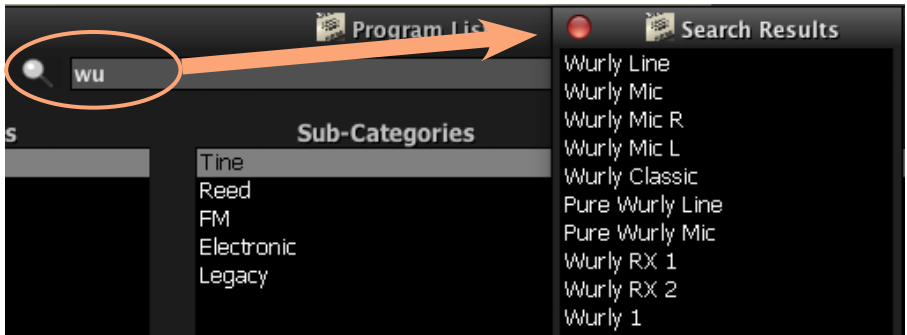 Program Lis
wu
s
Sub-Categories
Tine
Reed
FM
Electronic
Legacy
Search Results
Wurly Line
Wurly Mic
Wurly Mic R
Wurly Mic L
Wurly Classic
Pure Wurly Line
Pure Wurly Mic
Wurly RX 1
Wurly RX 2
Wurly 1